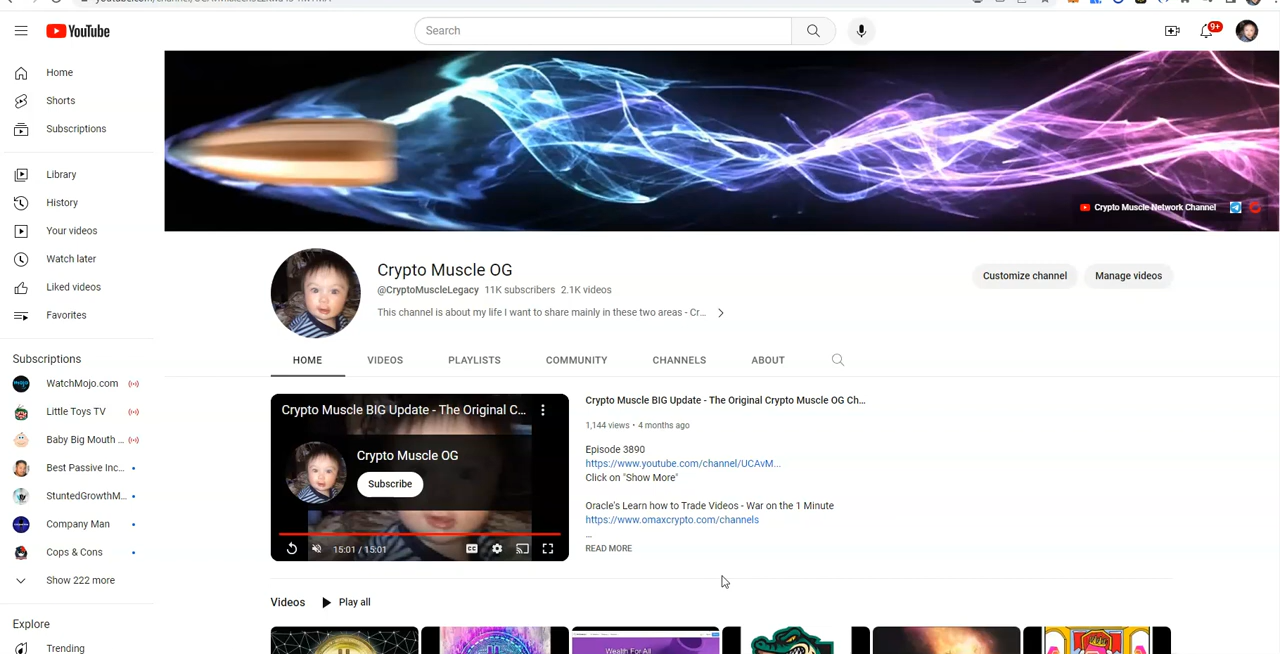 YouTube
Search
9+
Home
Shorts
Subscriptions
Library
History
Your videos
Watch later
Liked videos
Favorites
Subscriptions
WatchMojo.com
Little Toys TV
Baby Big Mouth ...
Best Passive Inc...
StuntedGrowthM...
Company Man
Cops & Cons
Show 222 more
Explore
Trending
Crypto Muscle Network Channel
Crypto Muscle OG
@CryptoMuscleLegacy 11K subscribers 2.1K videos
This channel is about my life I want to share mainly in these two areas - Cr...
Customize channel
Manage videos
HOME
VIDEOS
PLAYLISTS
COMMUNITY
CHANNELS
ABOUT
Crypto Muscle BIG Update - The Original C...
Crypto Muscle OG
Subscribe
15:01 / 15:01
CC
Crypto Muscle BIG Update - The Original Crypto Muscle OG Ch...
1,144 views • 4 months ago
Episode 3890
https://www.youtube.com/channel/UCAvM...
Click on "Show More"
Oracle's Learn how to Trade Videos - War on the 1 Minute
https://www.omaxcrypto.com/channels
...
READ MORE
Videos
Play all
Wealth For All